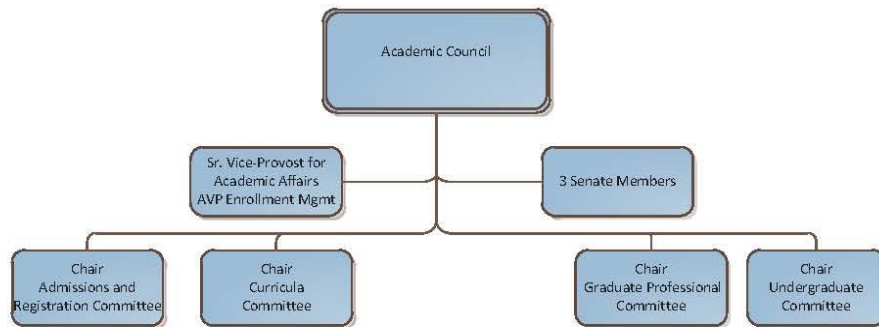 Academic Council
Sr. Vice-Provost for
Academic Affairs
AVP Enrollment Mgmt
3 Senate Members
Chair
Admissions and
Registration Committee
Chair
Curricula
Committee
Chair
Graduate Professional
Committee
Chair
Undergraduate
Committee